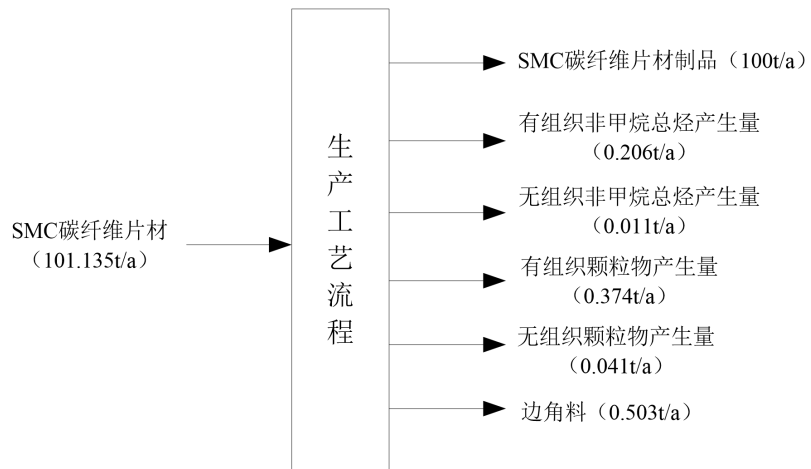 SMC碳纤维片材
（101.135t/a）
生产工艺流程
SMC碳纤维片材制品（100t/a）
有组织非甲烷总烃产生量
（0.206t/a）
无组织非甲烷总烃产生量
（0.011t/a）
有组织颗粒物产生量
（0.374t/a）
无组织颗粒物产生量
（0.041t/a）
边角料（0.503t/a）